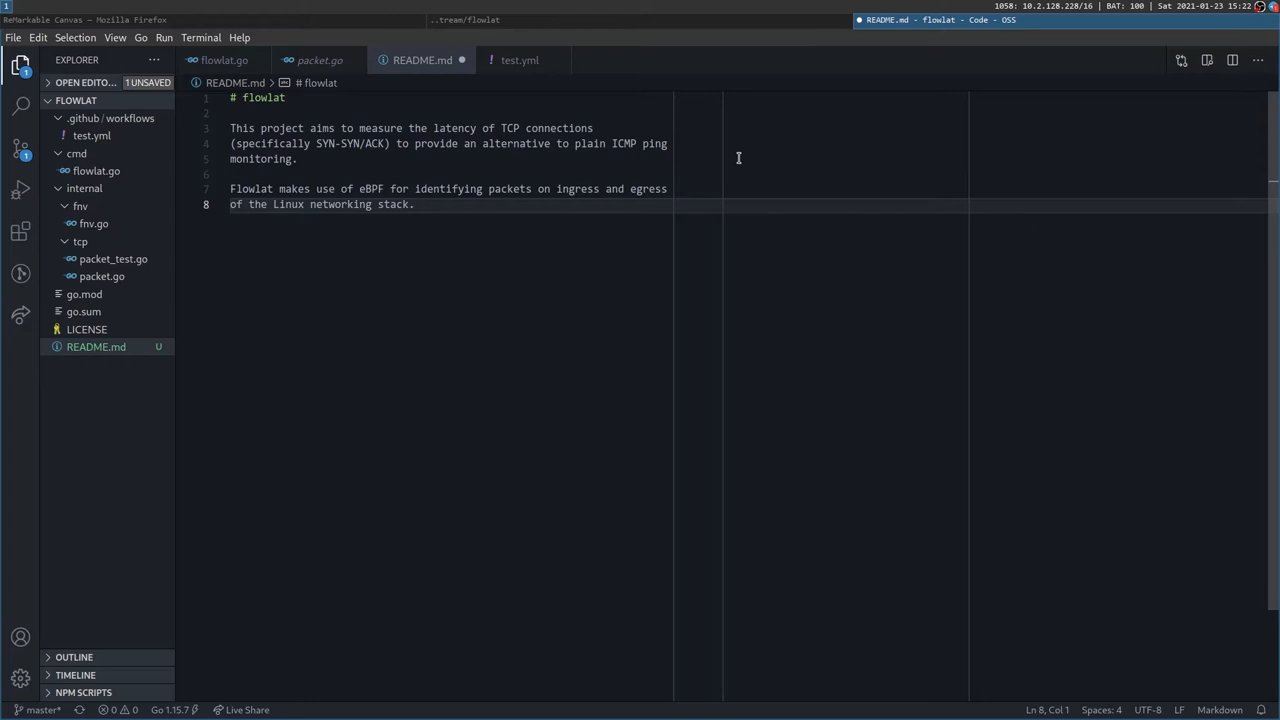 1
1058: 10.2.128.228/16 | BAT: 100 | Sat 2021-01-23 15:22
ReMarkable Canvas — Mozilla Firefox
..tream/flowlat
README.md - flowlat - Code - OSS
File Edit Selection View Go Run Terminal Help
EXPLORER
flowlat.go
packet.go
README.md
test.yml
OPEN EDITO... 1 UNSAVED
README.md > # flowlat
FLOWLAT
.github/workflows
test.yml
cmd
flowlat.go
internal
fnv
fnv.go
tcp
packet_test.go
packet.go
go.mod
go.sum
LICENSE
README.md U
1 # flowlat
2
3 This project aims to measure the latency of TCP connections
4 (specifically SYN-SYN/ACK) to provide an alternative to plain ICMP ping
5 monitoring.
6
7 Flowlat makes use of eBPF for identifying packets on ingress and egress
8 of the Linux networking stack.
1
1
OUTLINE
TIMELINE
NPM SCRIPTS
master* 0 0 Go 1.15.7 Live Share
Ln 8, Col 1 Spaces: 4 UTF-8 LF Markdown